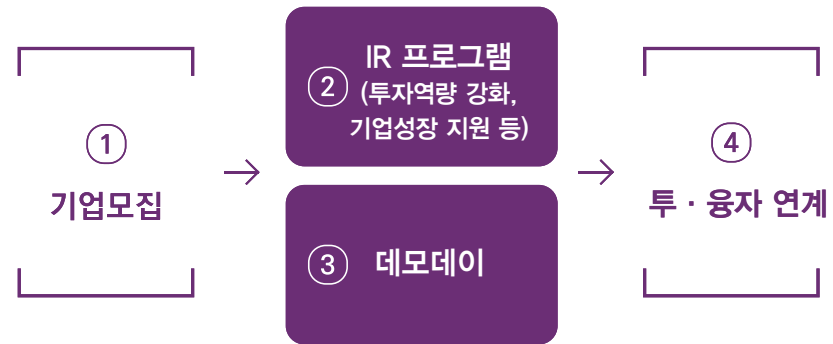 ①
기업모집
② IR 프로그램
(투자역량 강화,
기업성장 지원 등)
③ 데모데이
④
투 · 융자 연계